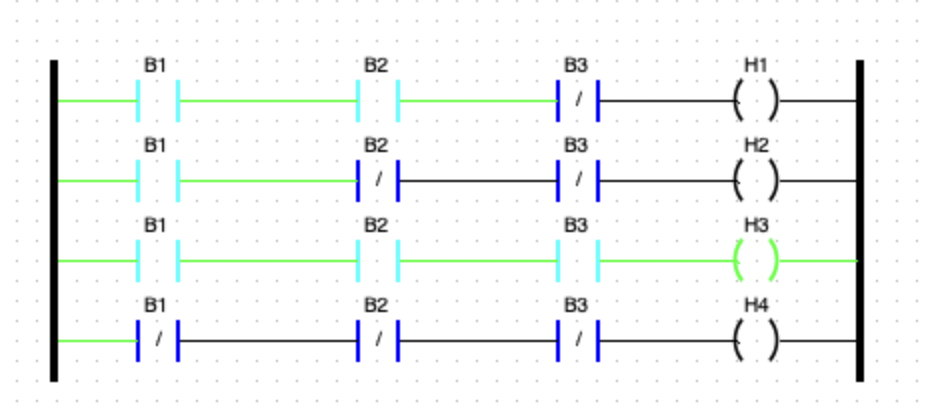 B1 B2 B3 H1
/
B1 B2 B3 H2
/ /
B1 B2 B3 H3
B1 B2 B3 H4
/ / /